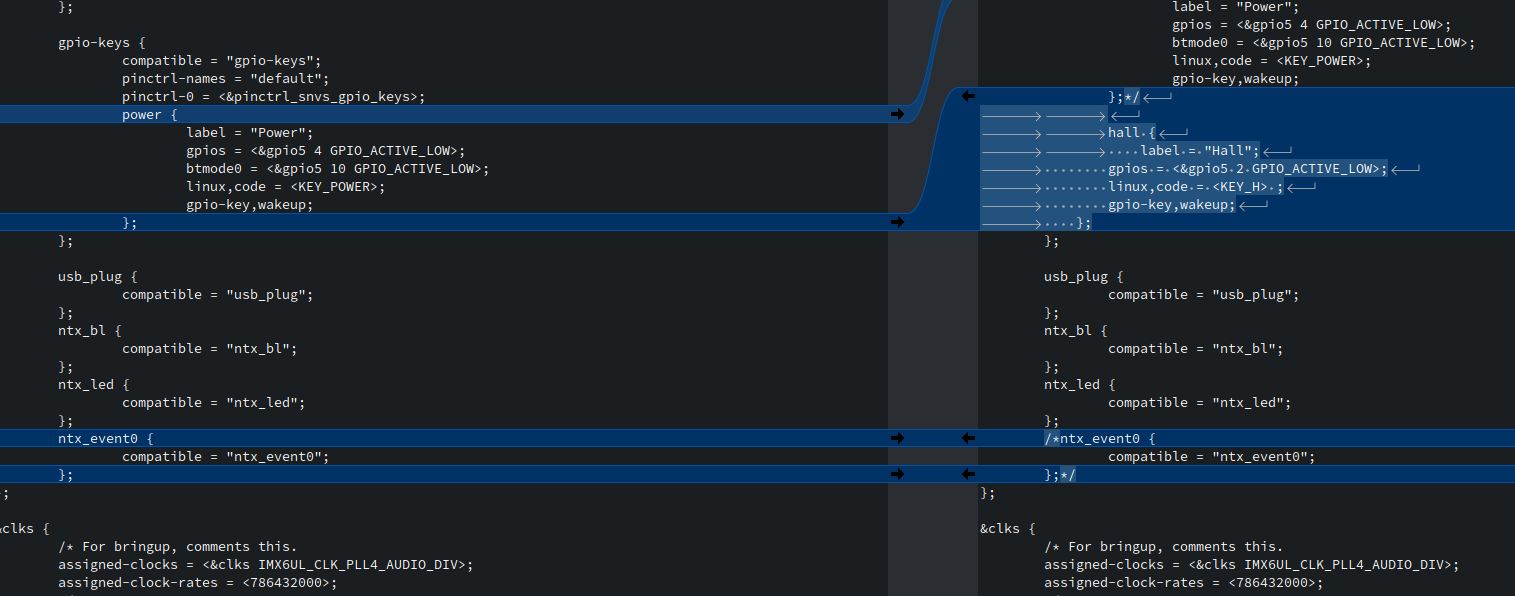 };
gpio-keys {
compatible = "gpio-keys";
pinctrl-names = "default";
pinctrl-0 = <&pinctrl_snvs_gpio_keys>;
power {
label = "Power";
gpios = <&gpio5 4 GPIO_ACTIVE_LOW>;
btmode0 = <&gpio5 10 GPIO_ACTIVE_LOW>;
linux,code = <KEY_POWER>;
gpio-key,wakeup;
};
};
usb_plug {
compatible = "usb_plug";
};
ntx_bl {
compatible = "ntx_bl";
};
ntx_led {
compatible = "ntx_led";
};
ntx_event0 {
compatible = "ntx_event0";
};
};
&clks {
/* For bringup, comments this.
assigned-clocks = <&clks IMX6UL_CLK_PLL4_AUDIO_DIV>;
assigned-clock-rates = <786432000>;
label = "Power";
gpios = <&gpio5 4 GPIO_ACTIVE_LOW>;
btmode0 = <&gpio5 10 GPIO_ACTIVE_LOW>;
linux,code = <KEY_POWER>;
gpio-key,wakeup;
};*/
hall {
label = "Hall";
gpios = <&gpio5 2 GPIO_ACTIVE_LOW>;
linux,code = <KEY_H> ;
gpio-key,wakeup;
};
};
usb_plug {
compatible = "usb_plug";
};
ntx_bl {
compatible = "ntx_bl";
};
ntx_led {
compatible = "ntx_led";
};
/*ntx_event0 {
compatible = "ntx_event0";
};*/
};
&clks {
/* For bringup, comments this.
assigned-clocks = <&clks IMX6UL_CLK_PLL4_AUDIO_DIV>;
assigned-clock-rates = <786432000>;